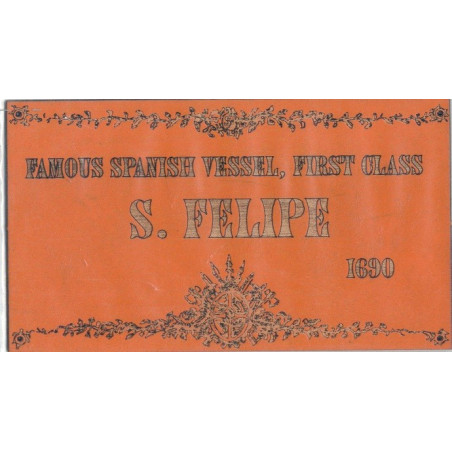 FAMOUS SPANISH VESSEL, FIRST CLASS
S. FELIPE
1690